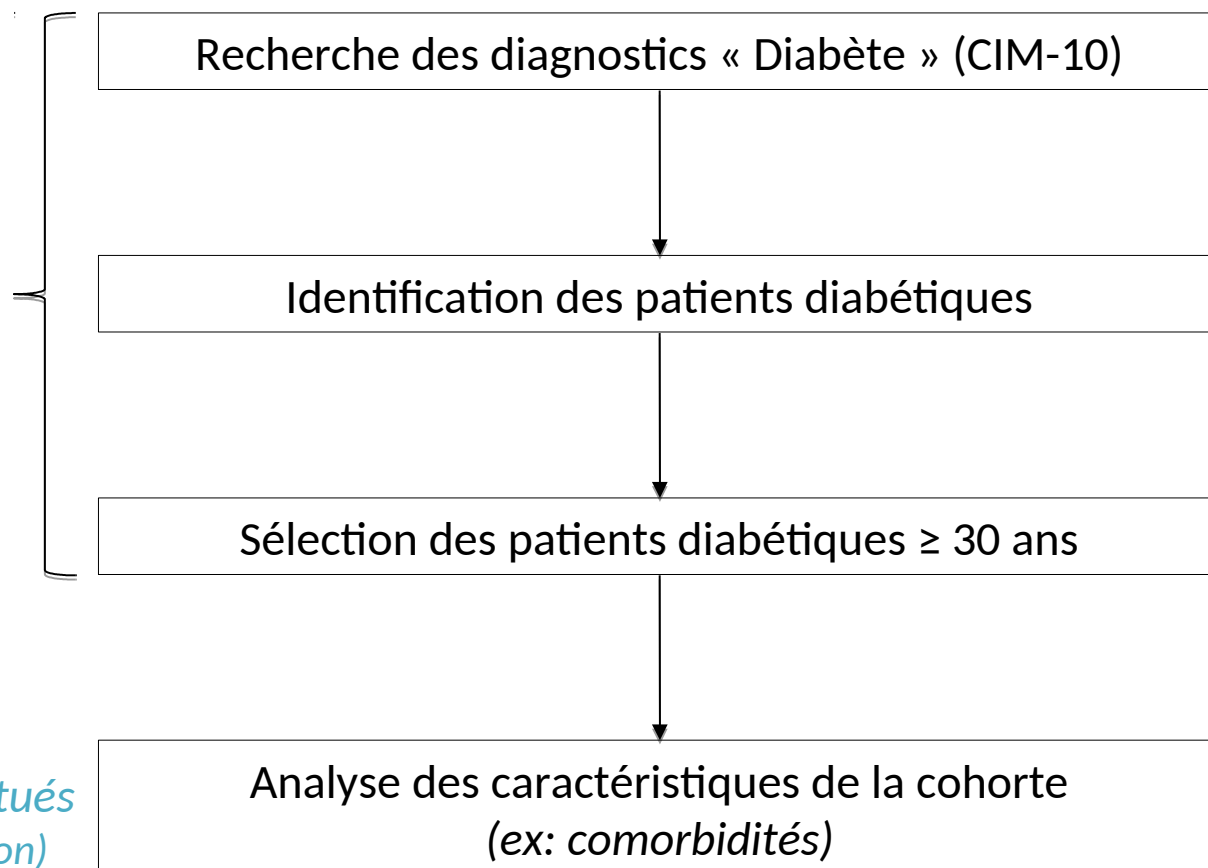 Recherche des diagnostics « Diabète » (CIM-10)
Identification des patients diabétiques
Sélection des patients diabétiques ≥ 30 ans
Analyse des caractéristiques de la cohorte
(ex: comorbidités)